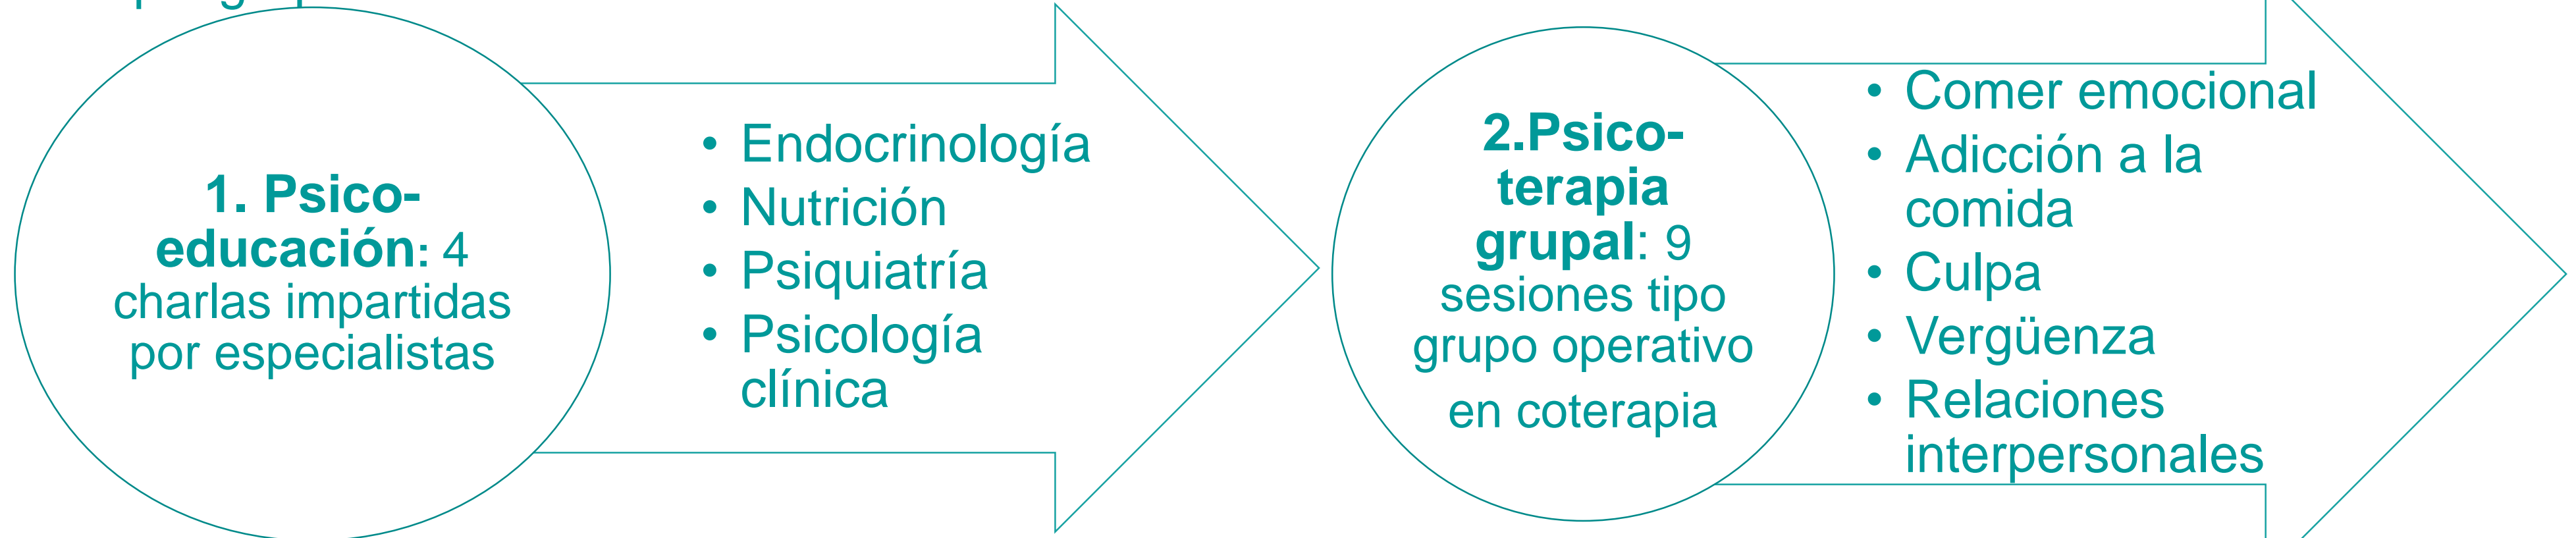 1. Psico-
educación: 4
charlas impartidas
por especialistas
• Endocrinología
• Nutrición
• Psiquiatría
• Psicología
clínica
2.Psico-
terapia
grupal: 9
sesiones tipo
grupo operativo
en coterapia
• Comer emocional
• Adicción a la
comida
• Culpa
• Vergüenza
• Relaciones
interpersonales